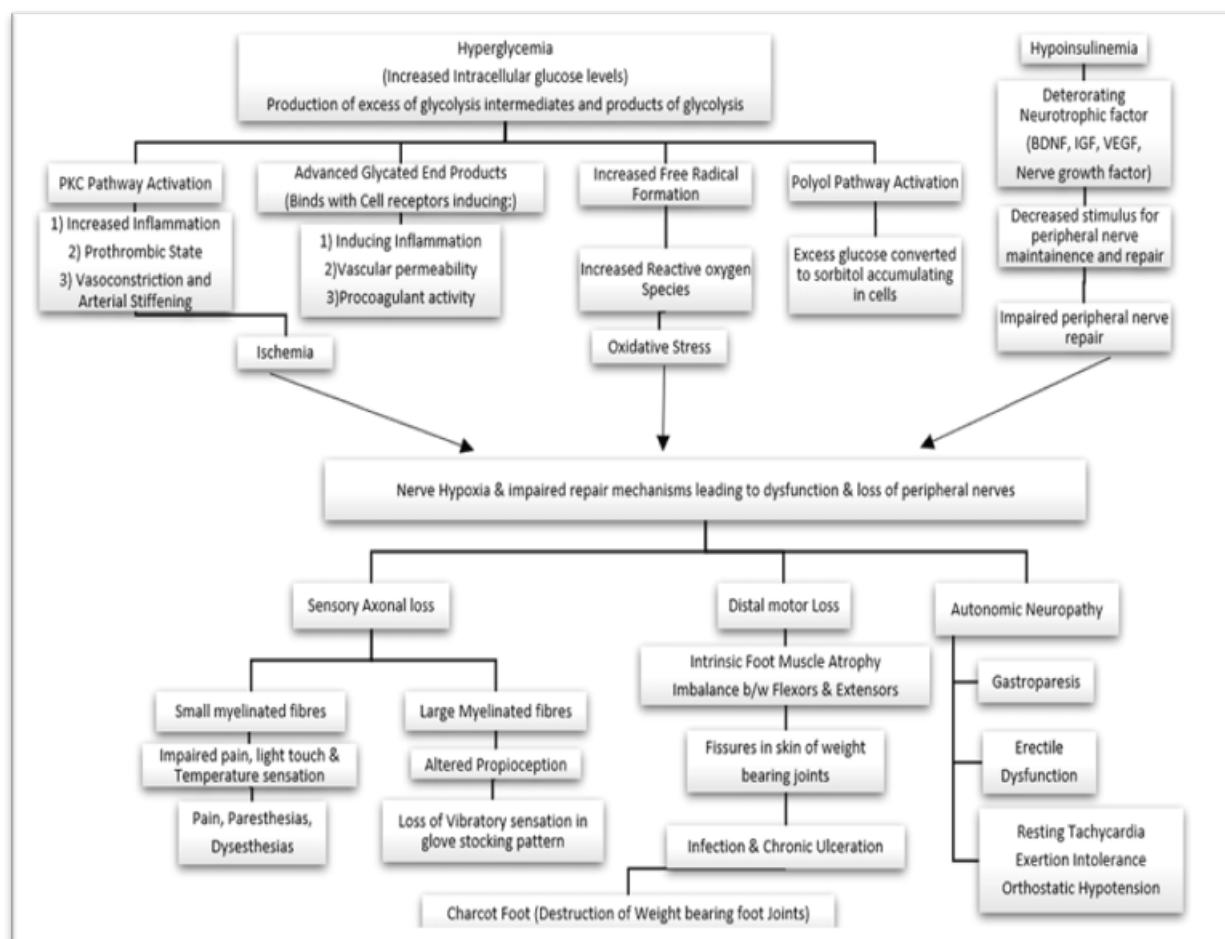 Hyperglycemia
(Increased Intracellular glucose levels)
Production of excess of glycolysis intermediates and products of glycolysis
Hypoinsulinemia
Deterorating
Neurotrophic factor
(BDNF, IGF, VEGF,
Nerve growth factor)
Decreased stimulus for
peripheral nerve
maintainence and repair
Impaired peripheral nerve
repair
PKC Pathway Activation
1) Increased Inflammation
2) Prothrombic State
3) Vasoconstriction and
Arterial Stiffening
Ischemia
Advanced Glycated End Products
(Binds with Cell receptors inducing:)
1) Inducing Inflammation
2)Vascular permeability
3)Procoagulant activity
Increased Free Radical
Formation
Increased Reactive oxygen
Species
Oxidative Stress
Polyol Pathway Activation
Excess glucose converted
to sorbitol accumulating
in cells
Nerve Hypoxia & impaired repair mechanisms leading to dysfunction & loss of peripheral nerves
Sensory Axonal loss
Small myelinated fibres
Impaired pain, light touch &
Temperature sensation
Pain, Paresthesias,
Dysesthesias
Large Myelinated fibres
Altered Propioception
Loss of Vibratory sensation in
glove stocking pattern
Distal motor Loss
Intrinsic Foot Muscle Atrophy
Imbalance b/w Flexors & Extensors
Fissures in skin of weight
bearing joints
Infection & Chronic Ulceration
Charcot Foot (Destruction of Weight bearing foot Joints)
Autonomic Neuropathy
Gastroparesis
Erectile
Dysfunction
Resting Tachycardia
Exertion Intolerance
Orthostatic Hypotension